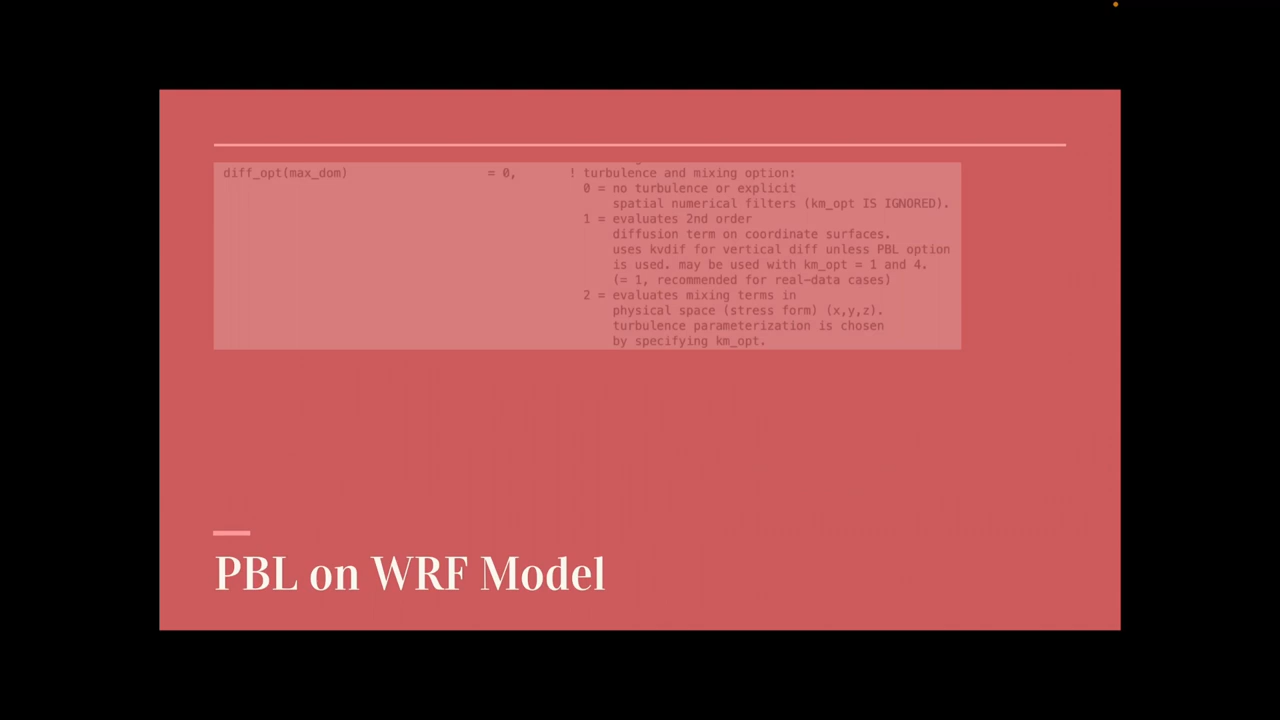 diff_opt(max_dom) = 0, ! turbulence and mixing option:
0 = no turbulence or explicit
spatial numerical filters (km_opt IS IGNORED).
1 = evaluates 2nd order
diffusion term on coordinate surfaces.
uses kvdif for vertical diff unless PBL option
is used. may be used with km_opt = 1 and 4.
(= 1, recommended for real-data cases)
2 = evaluates mixing terms in
physical space (stress form) (x,y,z).
turbulence parameterization is chosen
by specifying km_opt.
PBL on WRF Model